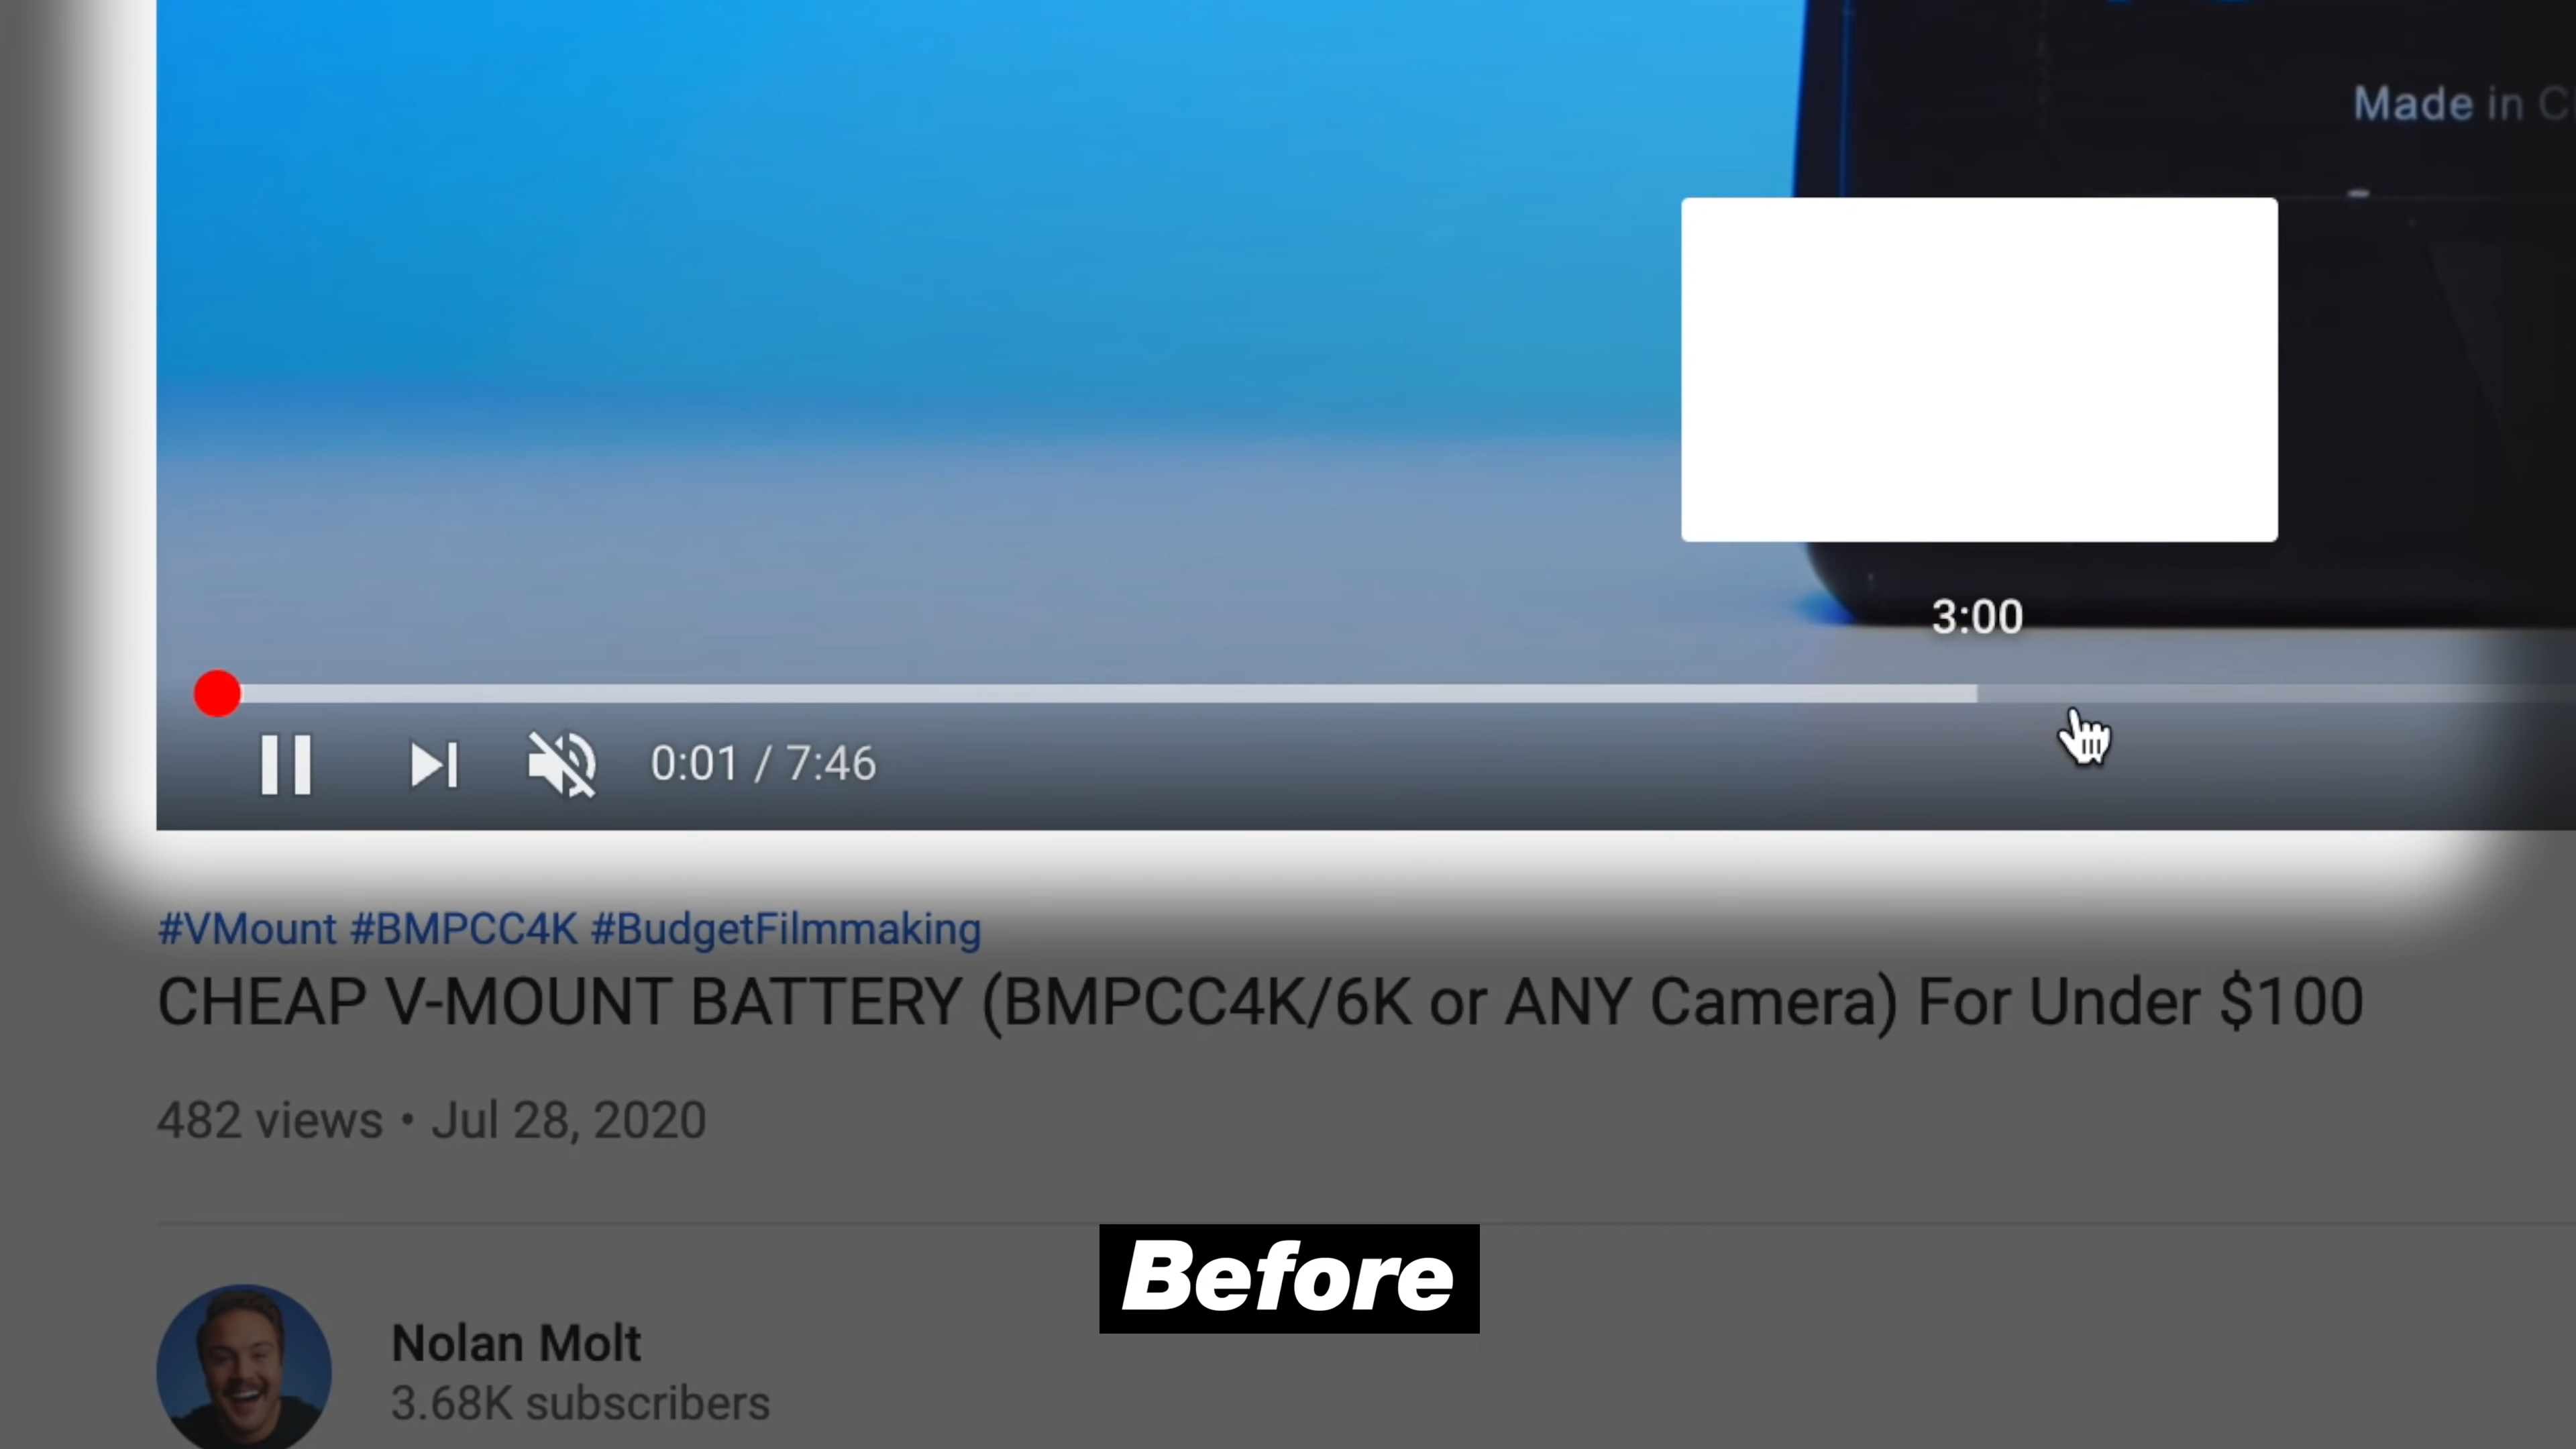 Made in
3:00
0:01 / 7:46
#VMount #BMPCC4K #BudgetFilmmaking
CHEAP V-MOUNT BATTERY (BMPCC4K/6K or ANY Camera) For Under $100
482 views • Jul 28, 2020
Before
Nolan Molt
3.68K subscribers